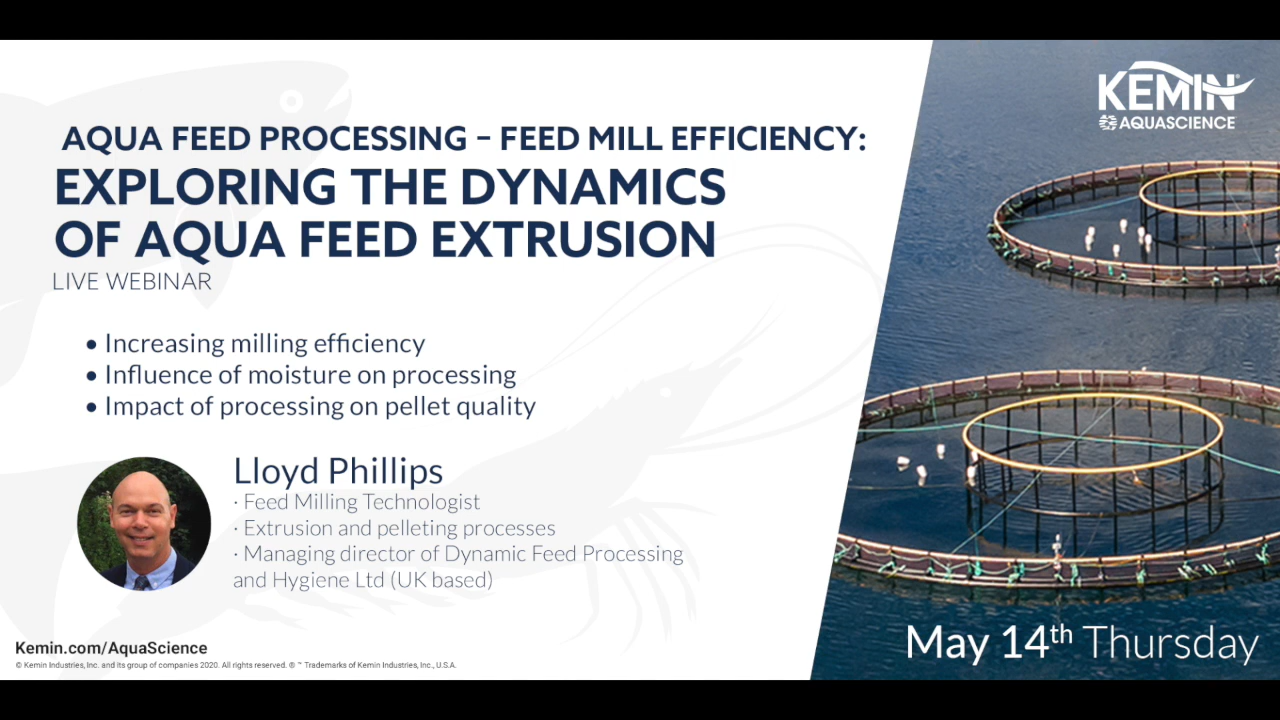 AQUA FEED PROCESSING – FEED MILL EFFICIENCY:
EXPLORING THE DYNAMICS
OF AQUA FEED EXTRUSION
LIVE WEBINAR
• Increasing milling efficiency
• Influence of moisture on processing
• Impact of processing on pellet quality
Lloyd Phillips
· Feed Milling Technologist
· Extrusion and pelleting processes
· Managing director of Dynamic Feed Processing
and Hygiene Ltd (UK based)
Kemin.com/AquaScience
© Kemin Industries, Inc. and its group of companies 2020. All rights reserved. ® ™ Trademarks of Kemin Industries, Inc., U.S.A.
KEMIN®
AQUASCIENCE
May 14th Thursday